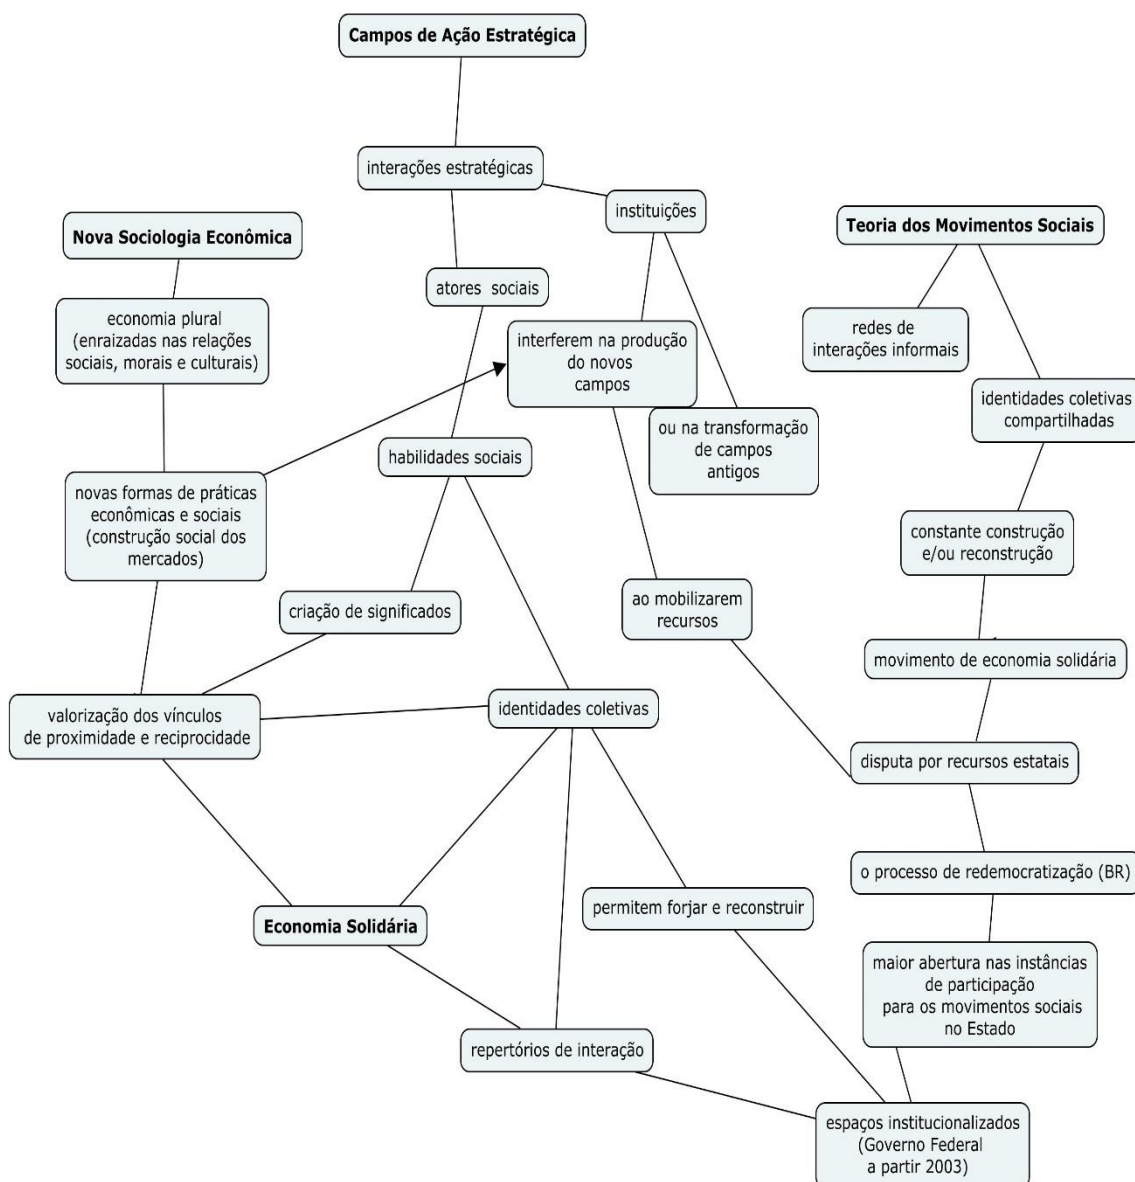 Campos de Ação Estratégica
interações estratégicas
instituições
Nova Sociologia Econômica
Teoria dos Movimentos Sociais
atores sociais
economia plural
(enraizadas nas relações
sociais, morais e culturais)
interferem na produção
do novos
campos
redes de
interações informais
identidades coletivas
compartilhadas
ou na transformação
de campos
antigos
habilidades sociais
novas formas de práticas
econômicas e sociais
(construção social dos
mercados)
constante construção
e/ou reconstrução
criação de significados
ao mobilizarem
recursos
movimento de economia solidária
valorização dos vínculos
de proximidade e reciprocidade
identidades coletivas
disputa por recursos estatais
o processo de redemocratização (BR)
permitem forjar e reconstruir
Economia Solidária
maior abertura nas instâncias
de participação
para os movimentos sociais
no Estado
repertórios de interação
espaços institucionalizados
(Governo Federal
a partir 2003)